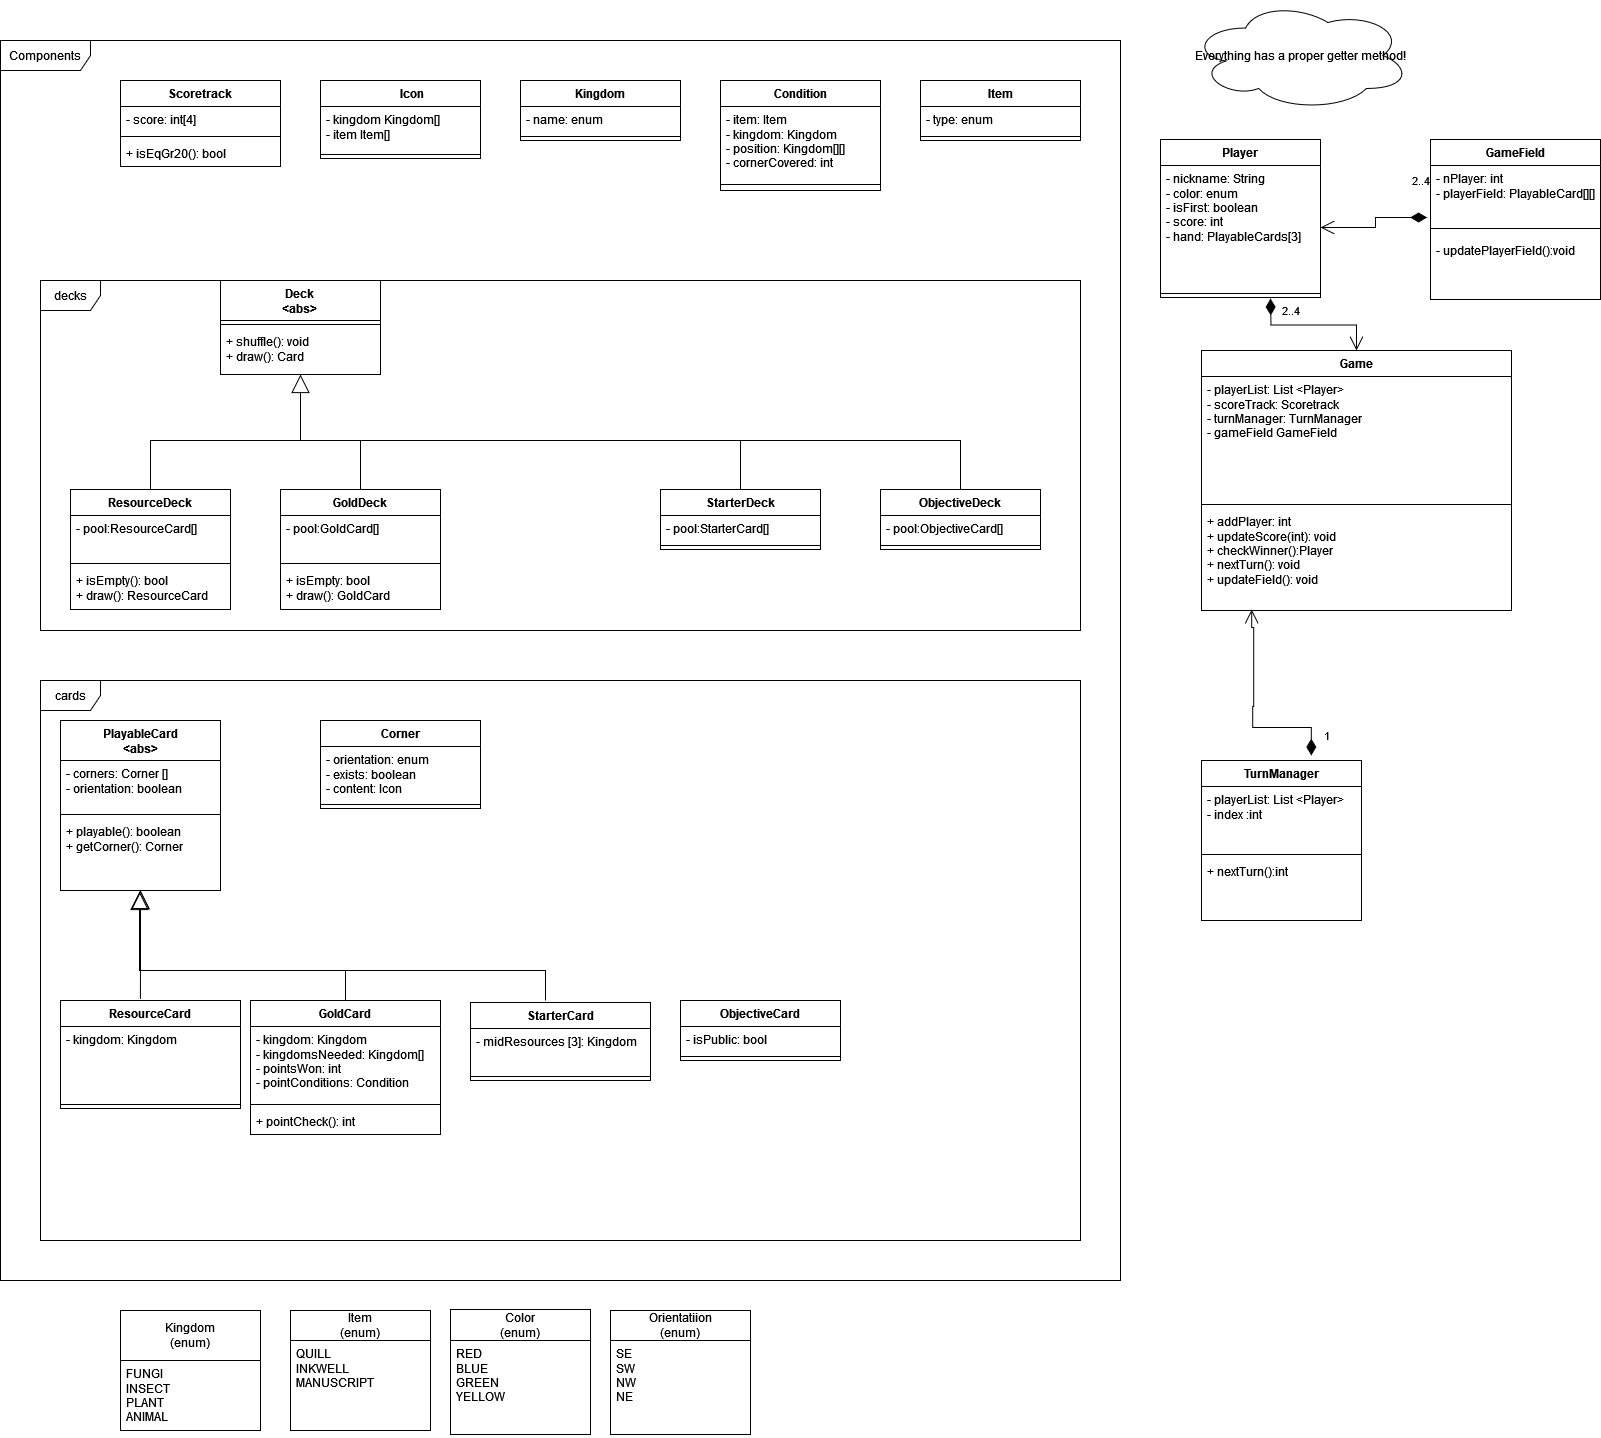 Everything has a proper getter method!
Components
Scoretrack
- score: int[4]
+ isEqGr20(): bool
Icon
- kingdom Kingdom[]
- item Item[]
Kingdom
- name: enum
Condition
- item: Item
- kingdom: Kingdom
- position: Kingdom[][]
- cornerCovered: int
Item
- type: enum
Player
- nickname: String
- color: enum
- isFirst: boolean
- score: int
- hand: PlayableCards[3]
2..4
GameField
- nPlayer: int
- playerField: PlayableCard[][]
- updatePlayerField():void
2..4
Game
- playerList: List <Player>
- scoreTrack: Scoretrack
- turnManager: TurnManager
- gameField GameField
+ addPlayer: int
+ updateScore(int): void
+ checkWinner():Player
+ nextTurn(): void
+ updateField(): void
1
TurnManager
- playerList: List <Player>
- index :int
+ nextTurn():int
decks
Deck
<abs>
+ shuffle(): void
+ draw(): Card
ResourceDeck
- pool:ResourceCard[]
+ isEmpty(): bool
+ draw(): ResourceCard
GoldDeck
- pool:GoldCard[]
+ isEmpty: bool
+ draw(): GoldCard
StarterDeck
- pool:StarterCard[]
ObjectiveDeck
- pool:ObjectiveCard[]
cards
PlayableCard
<abs>
- corners: Corner []
- orientation: boolean
+ playable(): boolean
+ getCorner(): Corner
Corner
- orientation: enum
- exists: boolean
- content: Icon
ResourceCard
- kingdom: Kingdom
GoldCard
- kingdom: Kingdom
- kingdomsNeeded: Kingdom[]
- pointsWon: int
- pointConditions: Condition
+ pointCheck(): int
StarterCard
- midResources [3]: Kingdom
ObjectiveCard
- isPublic: bool
Kingdom
(enum)
FUNGI
INSECT
PLANT
ANIMAL
Item
(enum)
QUILL
INKWELL
MANUSCRIPT
Color
(enum)
RED
BLUE
GREEN
YELLOW
Orientatiion
(enum)
SE
SW
NW
NE